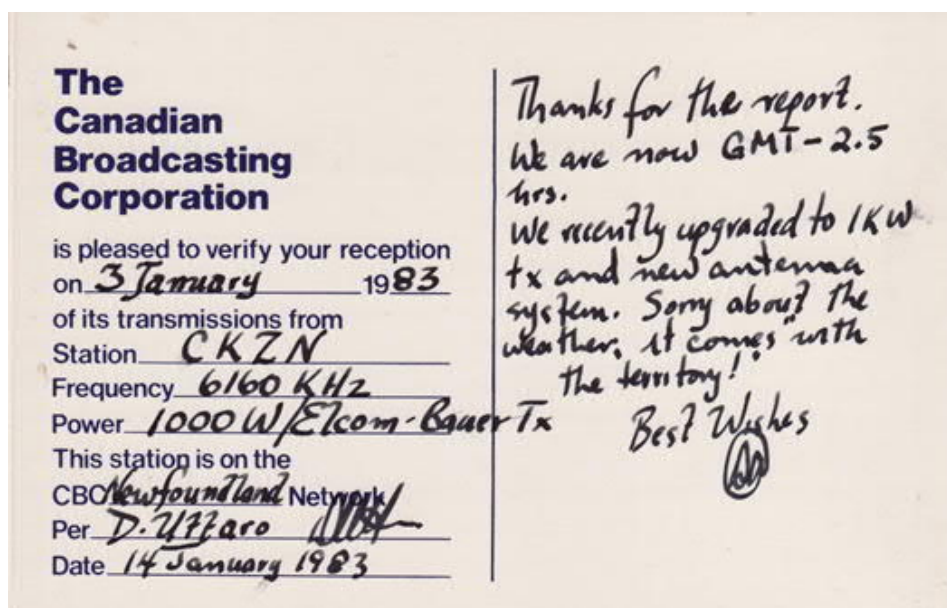 The
Canadian
Broadcasting
Corporation
is pleased to verify your reception
on 3 January 1983
of its transmissions from
Station CKZN
Frequency 6160 KHz
Power 1000 W/Elcom-Bauer Tx
This station is on the
CBC Newfoundland Network
Per D. Uffaro
Date 14 January 1983
Thanks for the report.
We are now GMT-2.5
hrs.
We recently upgraded to 1KW
tx and new antenna
system. Sorry about the
weather, it comes "with
the territory!
Best Wishes